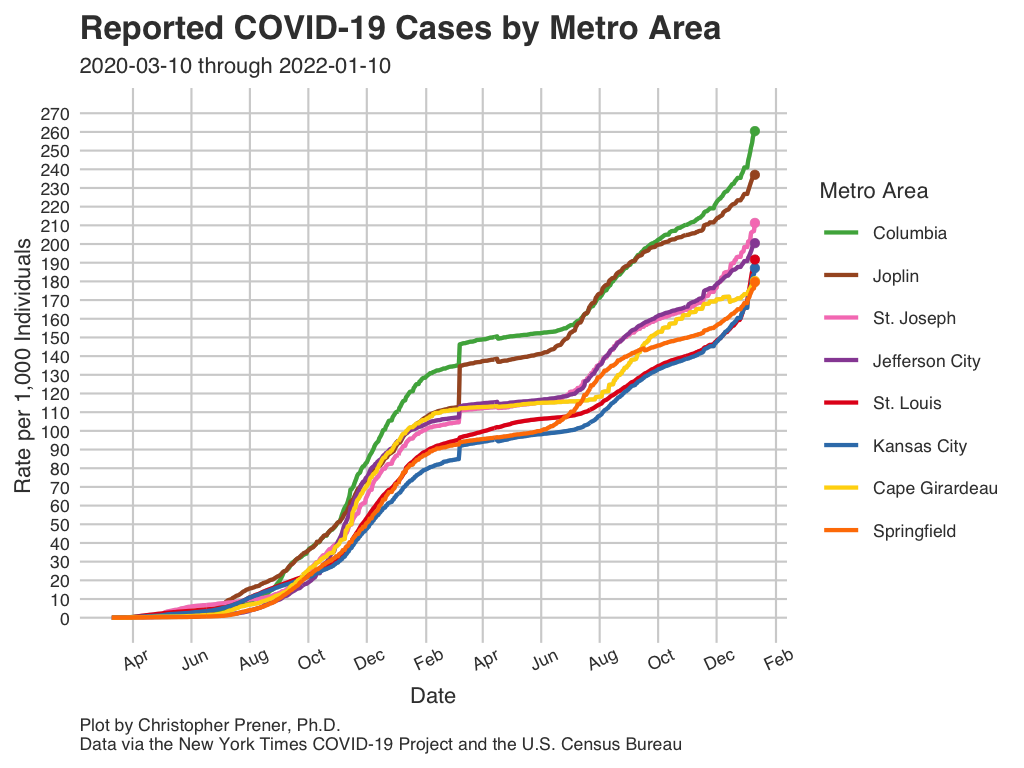 Reported COVID-19 Cases by Metro Area
2020-03-10 through 2022-01-10
Rate per 1,000 Individuals
270
260
250
240
230
220
210
200
190
180
170
160
150
140
130
120
110
100
90
80
70
60
50
40
30
20
10
0
Apr Jun Aug Oct Dec Feb Apr Jun Aug Oct Dec Feb
Date
Metro Area
Columbia
Joplin
St. Joseph
Jefferson City
St. Louis
Kansas City
Cape Girardeau
Springfield
Plot by Christopher Prener, Ph.D.
Data via the New York Times COVID-19 Project and the U.S. Census Bureau